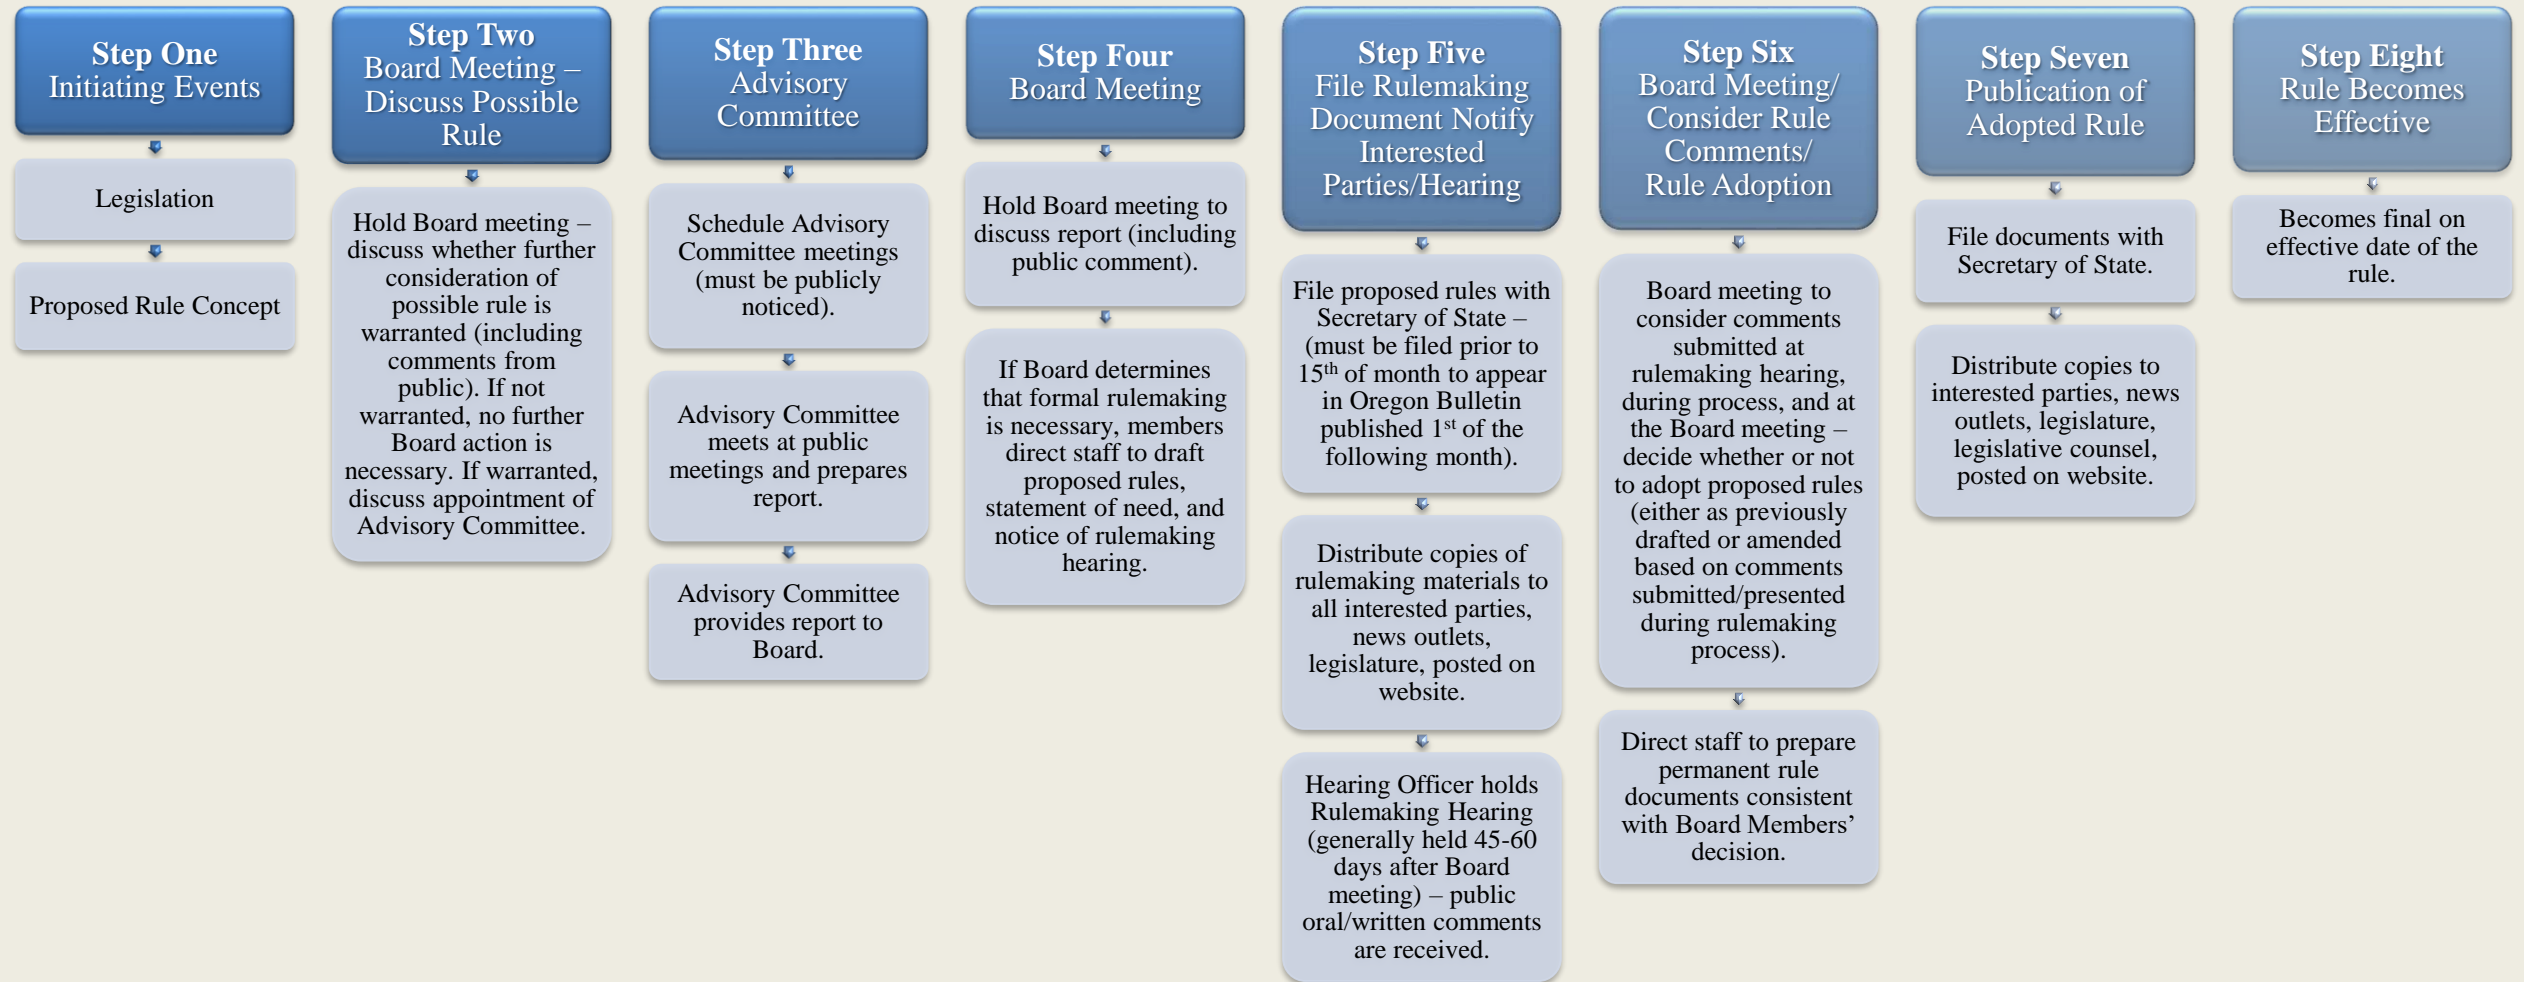 Step One
Initiating Events
Legislation
Proposed Rule Concept
Step Two
Board Meeting –
Discuss Possible
Rule
Hold Board meeting –
discuss whether further
consideration of
possible rule is
warranted (including
comments from
public). If not
warranted, no further
Board action is
necessary. If warranted,
discuss appointment of
Advisory Committee.
Step Three
Advisory
Committee
Schedule Advisory
Committee meetings
(must be publicly
noticed).
Advisory Committee
meets at public
meetings and prepares
report.
Advisory Committee
provides report to
Board.
Step Four
Board Meeting
Hold Board meeting to
discuss report (including
public comment).
If Board determines
that formal rulemaking
is necessary, members
direct staff to draft
proposed rules,
statement of need, and
notice of rulemaking
hearing.
Step Five
File Rulemaking
Document Notify
Interested
Parties/Hearing
File proposed rules with
Secretary of State –
(must be filed prior to
15th of month to appear
in Oregon Bulletin
published 1st of the
following month).
Distribute copies of
rulemaking materials to
all interested parties,
news outlets,
legislature, posted on
website.
Hearing Officer holds
Rulemaking Hearing
(generally held 45-60
days after Board
meeting) – public
oral/written comments
are received.
Step Six
Board Meeting/
Consider Rule
Comments/
Rule Adoption
Board meeting to
consider comments
submitted at
rulemaking hearing,
during process, and at
the Board meeting –
decide whether or not
to adopt proposed rules
(either as previously
drafted or amended
based on comments
submitted/presented
during rulemaking
process).
Direct staff to prepare
permanent rule
documents consistent
with Board Members’
decision.
Step Seven
Publication of
Adopted Rule
File documents with
Secretary of State.
Distribute copies to
interested parties, news
outlets, legislature,
legislative counsel,
posted on website.
Step Eight
Rule Becomes
Effective
Becomes final on
effective date of the
rule.